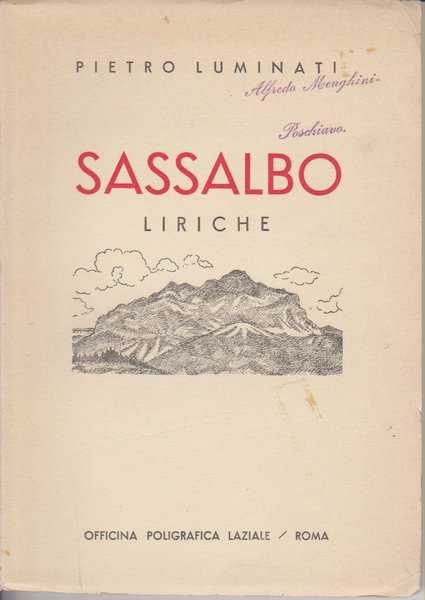 PIETRO LUMINATI
Alfredo Menghini
Poschiavo.
SASSALBO
LIRICHE
OFFICINA POLIGRAFICA LAZIALE / ROMA